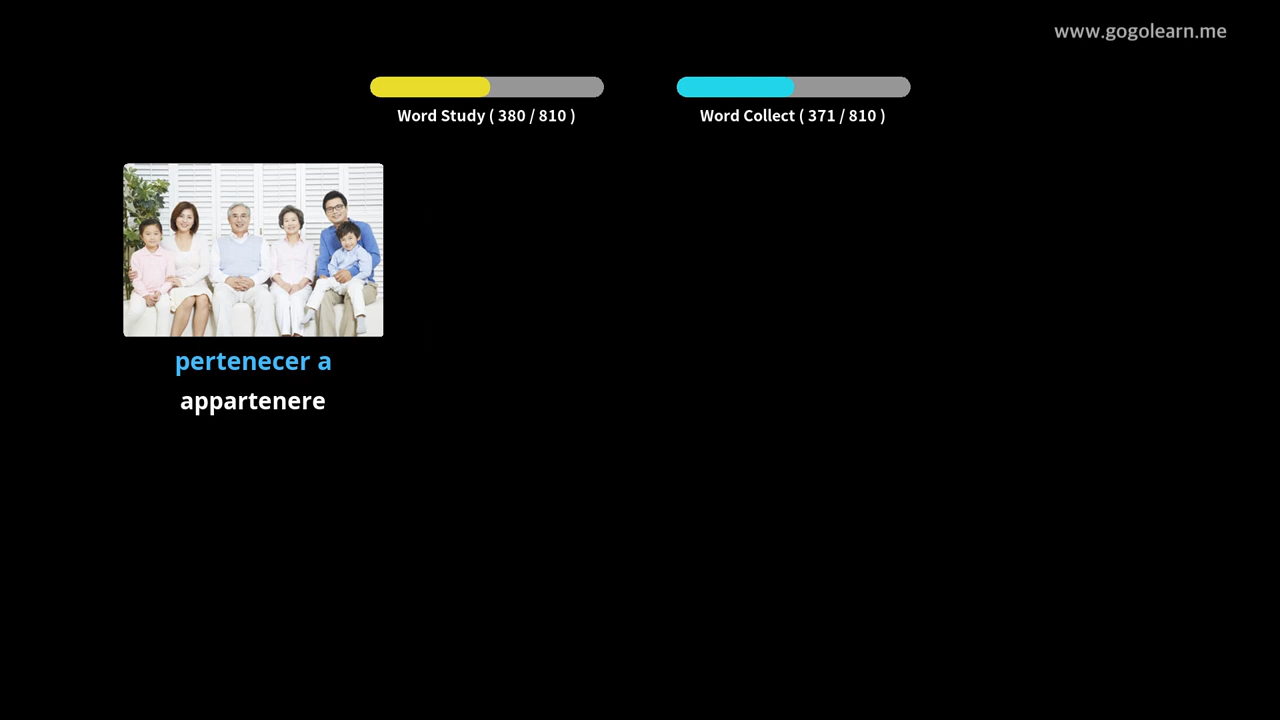 www.gogolearn.me
Word Study ( 380 / 810 )
Word Collect ( 371 / 810 )
pertenecer a
appartenere